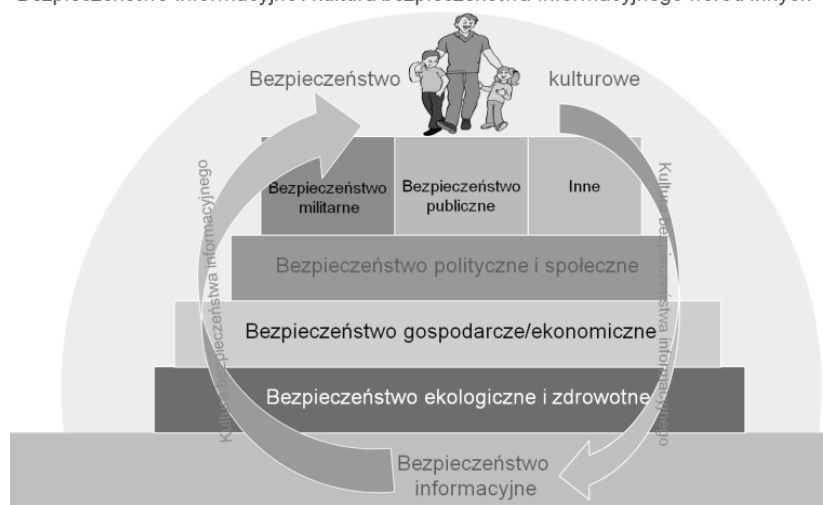 Bezpieczeństwo informacyjne i kultura bezpieczeństwa informacyjnego wśród innych
Bezpieczeństwo kulturowe
Bezpieczeństwo
militarne
Bezpieczeństwo
publiczne
Inne
Bezpieczeństwo polityczne i społeczne
Bezpieczeństwo gospodarcze/ekonomiczne
Bezpieczeństwo ekologiczne i zdrowotne
Bezpieczeństwo
informacyjne
Kultura bezpieczeństwa informacyjnego
Kultura bezpieczeństwa informacyjnego